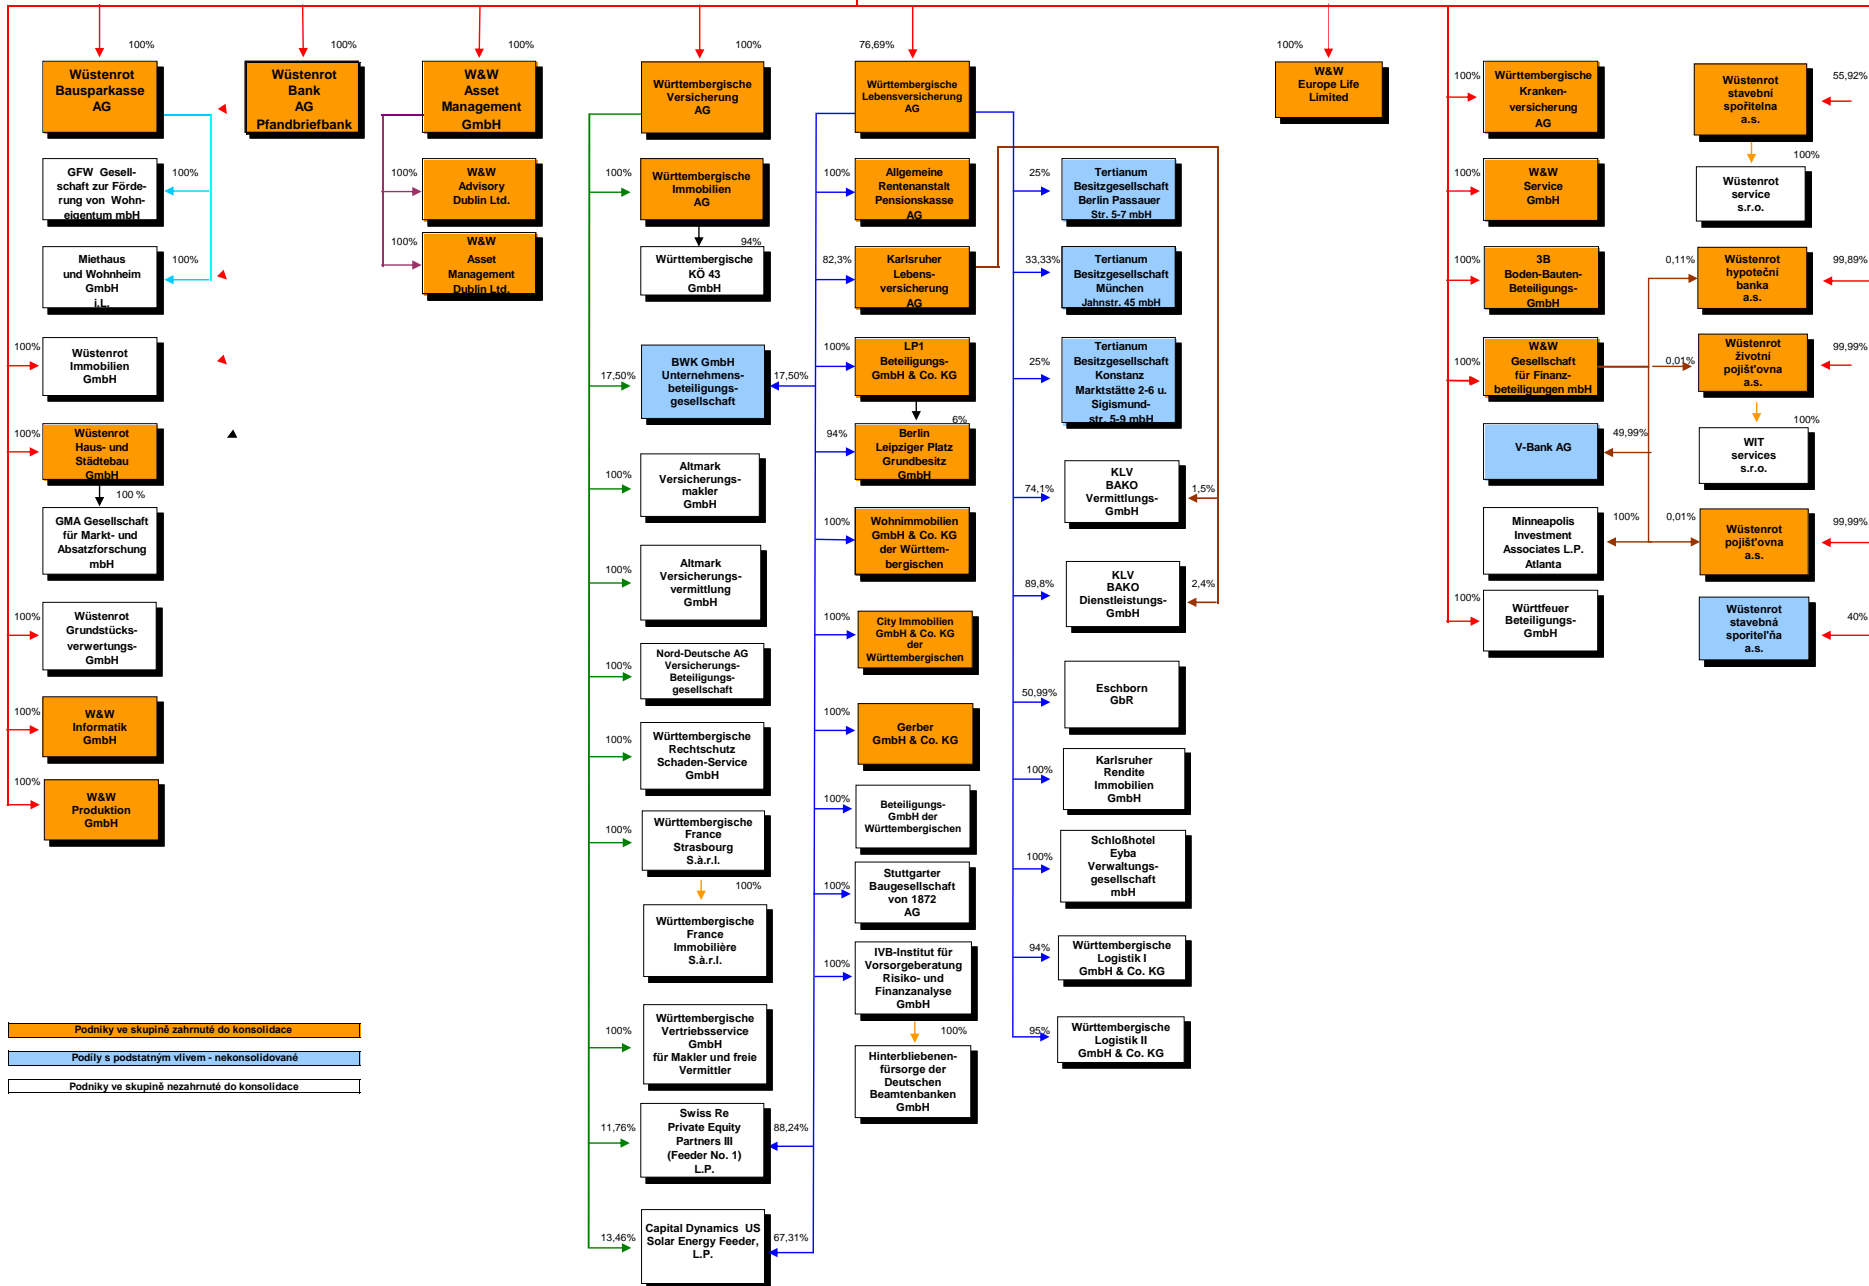 100%
Wüstenrot
Bausparkasse
AG
100%
Wüstenrot
Bank
AG
Pfandbriefbank
100%
W&W
Asset
Management
GmbH
100%
Württembergische
Versicherung
AG
76,69%
Württembergische
Lebensversicherung
AG
100%
W&W
Europe Life
Limited
100%
Württembergische
Kranken-
versicherung
AG
Wüstenrot
stavební
spořitelna
a.s.
55,92%
GFW Gesell-
schaft zur Förde-
rung von Wohn-
eigentum mbH
100%
Miethaus
und Wohnheim
GmbH
i.L.
100%
100%
Wüstenrot
Immobilien
GmbH
100%
Wüstenrot
Haus- und
Städtebau
GmbH
100 %
GMA Gesellschaft
für Markt- und
Absatzforschung
mbH
100%
Wüstenrot
Grundstücks-
verwertungs-
GmbH
100%
W&W
Informatik
GmbH
100%
W&W
Produktion
GmbH
100%
W&W
Advisory
Dublin Ltd.
100%
W&W
Asset
Management
Dublin Ltd.
100%
Württembergische
Immobilien
AG
94%
Württembergische
KÖ 43
GmbH
17,50%
BWK GmbH
Unternehmens-
beteiligungs-
gesellschaft
17,50%
100%
Altmark
Versicherungs-
makler
GmbH
100%
Altmark
Versicherungs-
vermittlung
GmbH
100%
Nord-Deutsche AG
Versicherungs-
Beteiligungs-
gesellschaft
100%
Württembergische
Rechtschutz
Schaden-Service
GmbH
100%
Württembergische
France
Strasbourg
S.à.r.l.
100%
Württembergische
France
Immobilière
S.à.r.l.
100%
Württembergische
Vertriebsservice
GmbH
für Makler und freie
Vermittler
11,76%
Swiss Re
Private Equity
Partners III
(Feeder No. 1)
L.P.
88,24%
13,46%
Capital Dynamics US
Solar Energy Feeder,
L.P.
67,31%
100%
Allgemeine
Rentenanstalt
Pensionskasse
AG
82,3%
Karlsruher
Lebens-
versicherung
AG
100%
LP1
Beteiligungs-
GmbH & Co. KG
6%
94%
Berlin
Leipziger Platz
Grundbesitz
GmbH
100%
Wohnimmobilien
GmbH & Co. KG
der Württem-
bergischen
100%
City Immobilien
GmbH & Co. KG
der
Württembergischen
100%
Gerber
GmbH & Co. KG
100%
Beteiligungs-
GmbH der
Württembergischen
100%
Stuttgarter
Baugesellschaft
von 1872
AG
100%
IVB-Institut für
Vorsorgeberatung
Risiko- und
Finanzanalyse
GmbH
100%
Hinterbliebenen-
fürsorge der
Deutschen
Beamtenbanken
GmbH
25%
Tertianum
Besitzgesellschaft
Berlin Passauer
Str. 5-7 mbH
33,33%
Tertianum
Besitzgesellschaft
München
Jahnstr. 45 mbH
25%
Tertianum
Besitzgesellschaft
Konstanz
Marktstätte 2-6 u.
Sigismund-
str. 5-9 mbH
74,1%
KLV
BAKO
Vermittlungs-
GmbH
1,5%
89,8%
KLV
BAKO
Dienstleistungs-
GmbH
2,4%
50,99%
Eschborn
GbR
100%
Karlsruher
Rendite
Immobilien
GmbH
100%
Schloßhotel
Eyba
Verwaltungs-
gesellschaft
mbH
94%
Württembergische
Logistik I
GmbH & Co. KG
95%
Württembergische
Logistik II
GmbH & Co. KG
100%
W&W
Service
GmbH
100%
3B
Boden-Bauten-
Beteiligungs-
GmbH
100%
W&W
Gesellschaft
für Finanz-
beteiligungen mbH
V-Bank AG
49,99%
Minneapolis
Investment
Associates L.P.
Atlanta
100%
100%
Württfeuer
Beteiligungs-
GmbH
100%
Wüstenrot
service
s.r.o.
0,11%
Wüstenrot
hypoteční
banka
a.s.
99,89%
0,01%
Wüstenrot
životní
pojišt'ovna
a.s.
99,99%
100%
WIT
services
s.r.o.
0,01%
Wüstenrot
pojišt'ovna
a.s.
99,99%
Wüstenrot
stavebná
sporitel'ňa
a.s.
40%
Podniky ve skupině zahrnuté do konsolidace
Podíly s podstatným vlivem - nekonsolidované
Podniky ve skupině nezahrnuté do konsolidace